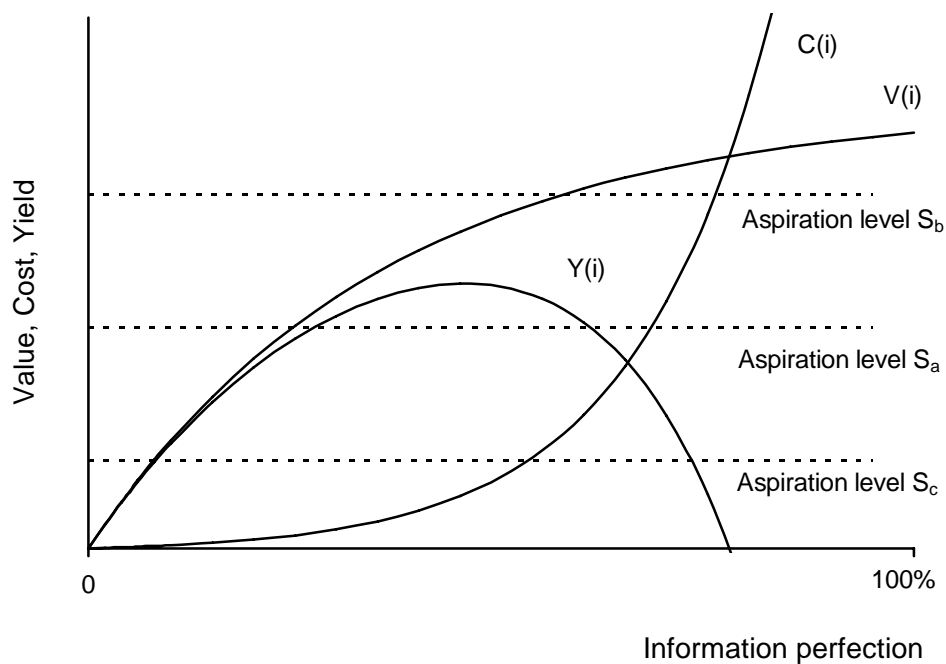 C(i)
V(i)
Value, Cost, Yield
Aspiration level S_b
Y(i)
Aspiration level S_a
Aspiration level S_c
0
100%
Information perfection